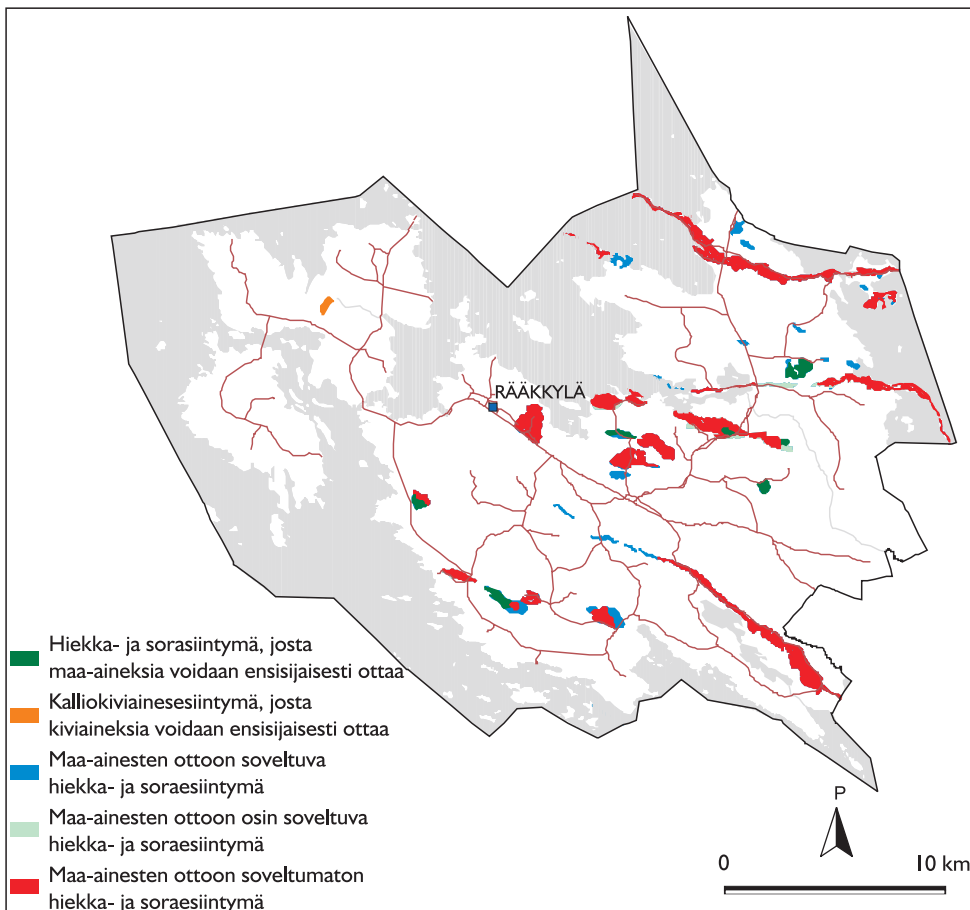 RÄÄKKYLÄ
Hiekka- ja sorasiintymä, josta
maa-aineksia voidaan ensisijaisesti ottaa
Kalliokiviainesesiintymä, josta
kiviaineksia voidaan ensisijaisesti ottaa
Maa-ainesten ottoon soveltuva
hiekka- ja soraesiintymä
Maa-ainesten ottoon osin soveltuva
hiekka- ja soraesiintymä
Maa-ainesten ottoon soveltumaton
hiekka- ja soraesiintymä
P
0 10 km